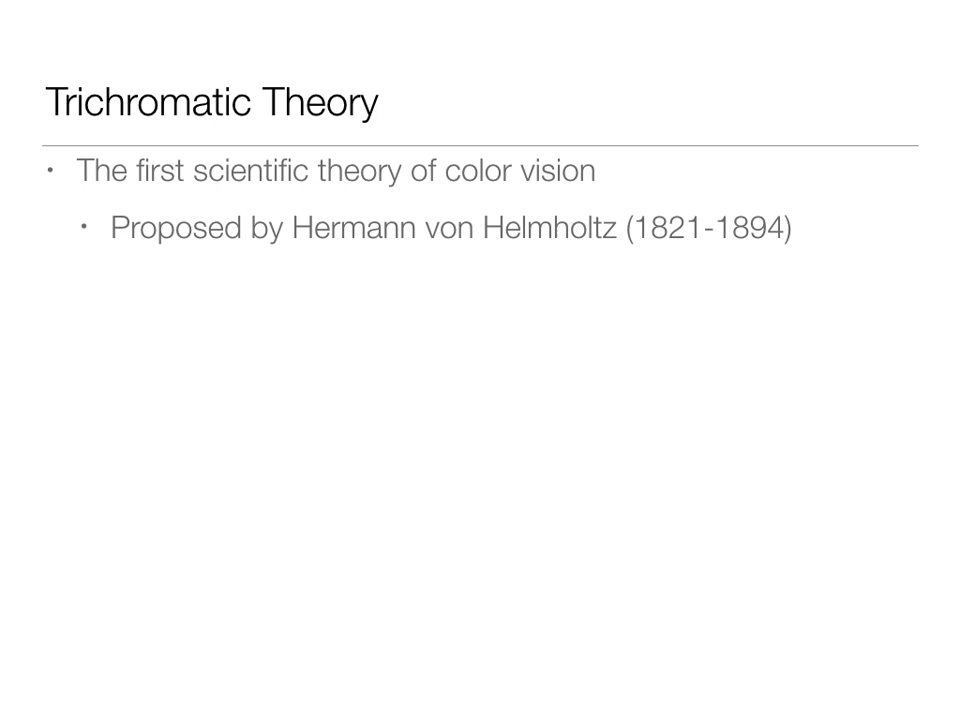 Trichromatic Theory
• The first scientific theory of color vision
• Proposed by Hermann von Helmholtz (1821-1894)